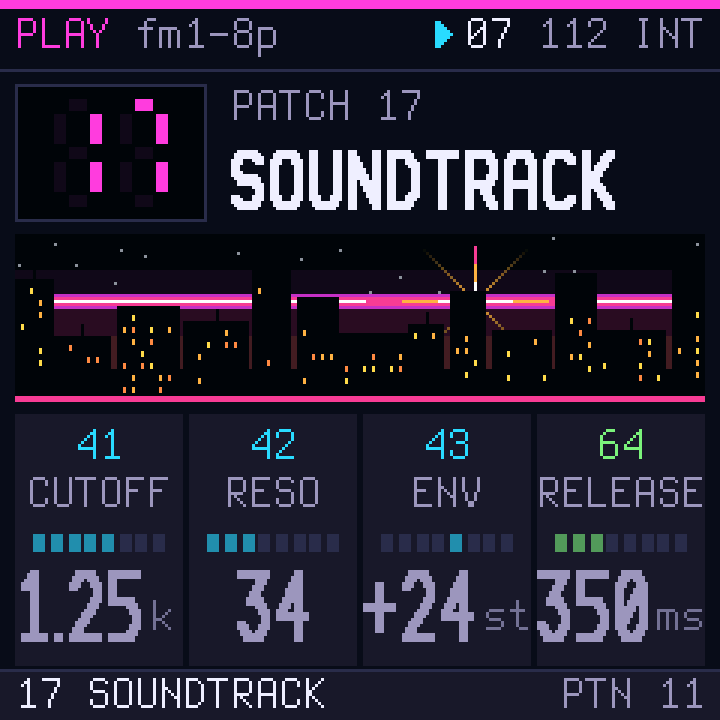 PLAY fm1-8p 07 112 INT
17
PATCH 17
SOUNDTRACK
41 42 43 64
CUTOFF RESO ENV RELEASE
1.25k 34 +24st 350ms
17 SOUNDTRACK PTN 11